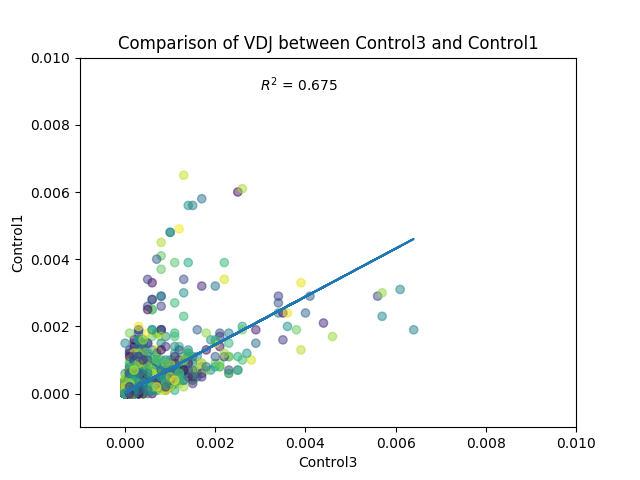 Comparison of VDJ between Control3 and Control1
R² = 0.675
0.010
0.008
0.006
0.004
0.002
0.000
Control1
0.000 0.002 0.004 0.006 0.008 0.010
Control3